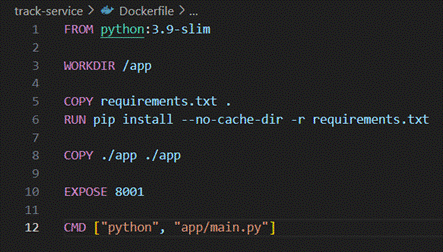 track-service > Dockerfile > ...
1 FROM python:3.9-slim
2
3 WORKDIR /app
4
5 COPY requirements.txt .
6 RUN pip install --no-cache-dir -r requirements.txt
7
8 COPY ./app ./app
9
10 EXPOSE 8001
11
12 CMD ["python", "app/main.py"]